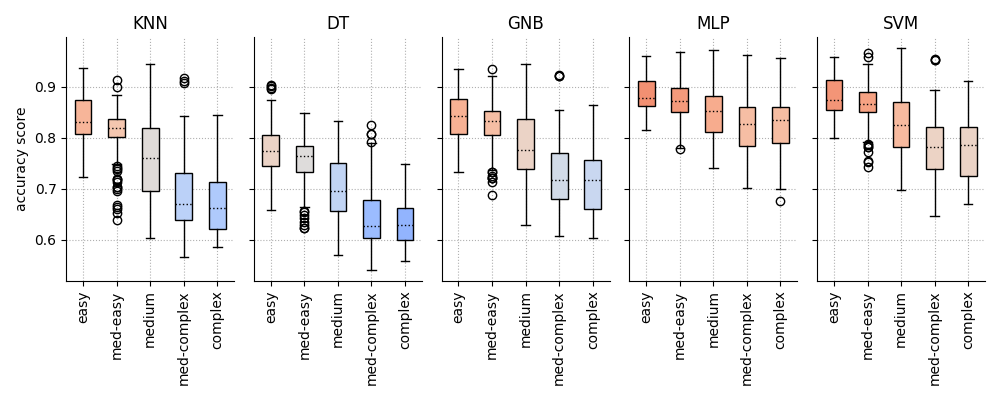 KNN
DT
GNB
MLP
SVM
accuracy score
0.9
0.8
0.7
0.6
easy
med-easy
medium
med-complex
complex
easy
med-easy
medium
med-complex
complex
easy
med-easy
medium
med-complex
complex
easy
med-easy
medium
med-complex
complex
easy
med-easy
medium
med-complex
complex